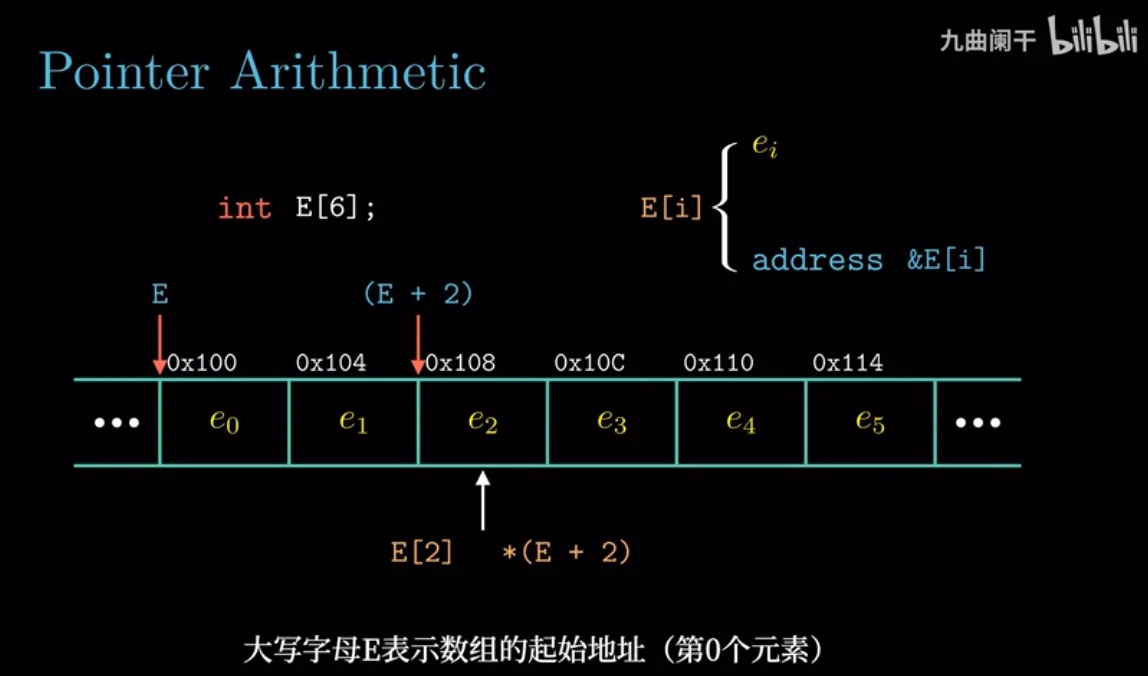 九曲阑干 bilibili
Pointer Arithmetic
int E[6];
E[i]
e_i
address &E[i]
E
(E + 2)
0x100 0x104 0x108 0x10C 0x110 0x114
••• e_0 e_1 e_2 e_3 e_4 e_5 •••
E[2] *(E + 2)
大写字母E表示数组的起始地址（第0个元素）